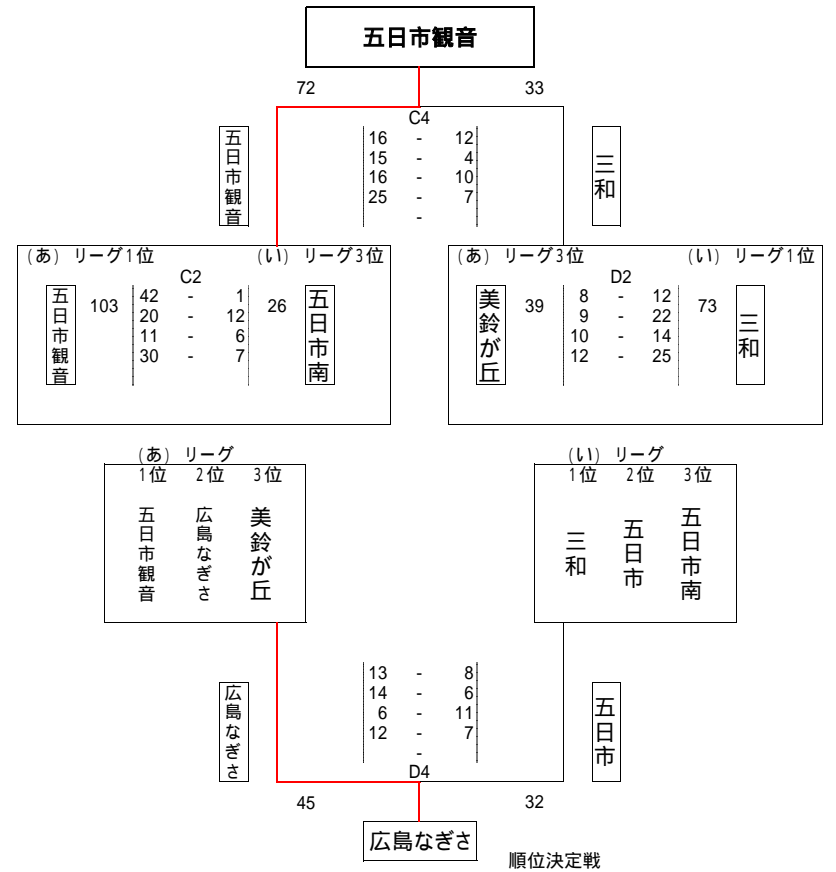 五日市観音
72 33
C4
五日市観音
三和
16 - 12
15 - 4
16 - 10
25 - 7
-
(あ) リーグ1位 (い) リーグ3位
C2
五日市観音
103
42 - 1
20 - 12
11 - 6
30 - 7
26
五日市南
(あ) リーグ3位 (い) リーグ1位
D2
美鈴が丘
39
8 - 12
9 - 22
10 - 14
12 - 25
73
三和
(あ) リーグ
1位 2位 3位
五日市観音
広島なぎさ
美鈴が丘
(い) リーグ
1位 2位 3位
三和
五日市
五日市南
広島なぎさ
五日市
13 - 8
14 - 6
6 - 11
12 - 7
-
D4
45 32
広島なぎさ
順位決定戦